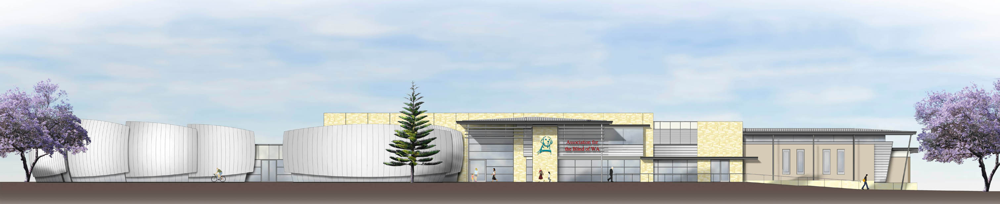 Association for
the Blind of WA